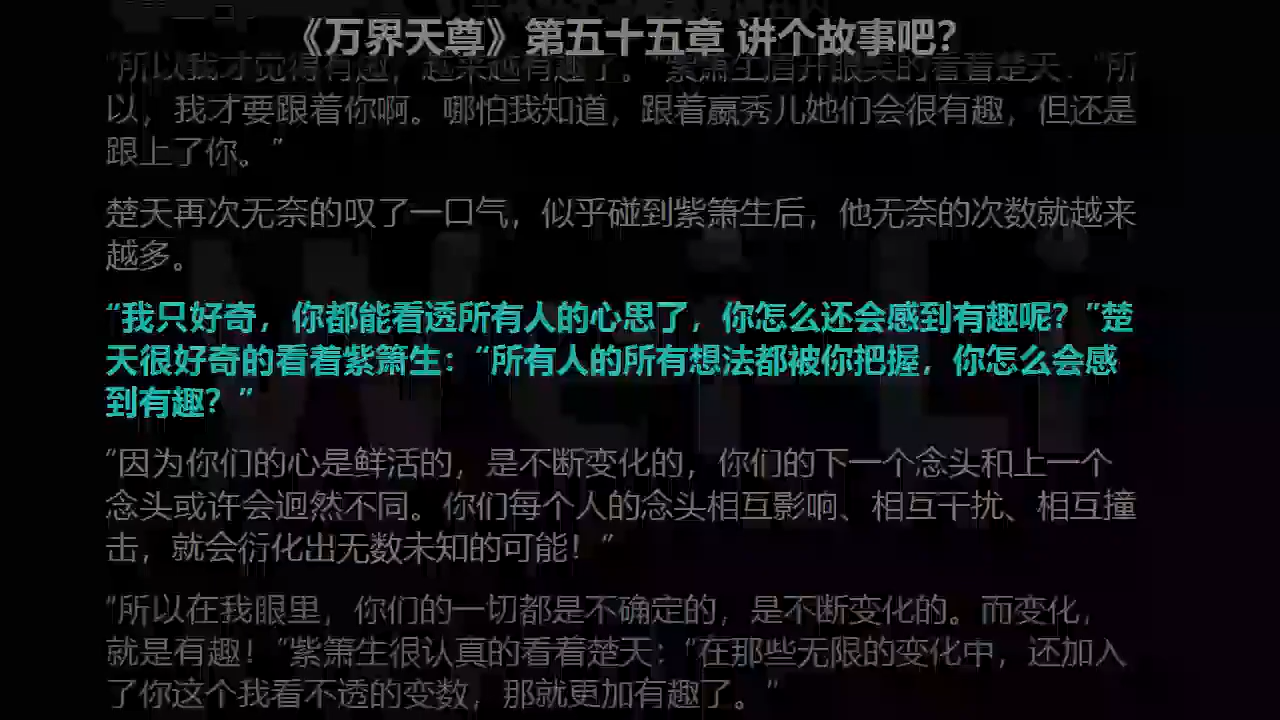 《万界天尊》第五十五章 讲个故事吧？
“所以我才觉得有趣，越来越有趣了。”紫箫生眉开眼笑的看着楚天：“所
以，我才要跟着你啊。哪怕我知道，跟着嬴秀儿她们会很有趣，但还是
跟上了你。”
楚天再次无奈的叹了一口气，似乎碰到紫箫生后，他无奈的次数就越来
越多。
“我只好奇，你都能看透所有人的心思了，你怎么还会感到有趣呢？”楚
天很好奇的看着紫箫生：“所有人的所有想法都被你把握，你怎么会感
到有趣？”
“因为你们的心是鲜活的，是不断变化的，你们的下一个念头和上一个
念头或许会迥然不同。你们每个人的念头相互影响、相互干扰、相互撞
击，就会衍化出无数未知的可能！”
“所以在我眼里，你们的一切都是不确定的，是不断变化的。而变化，
就是有趣！“紫箫生很认真的看着楚天：“在那些无限的变化中，还加入
了你这个我看不透的变数，那就更加有趣了。”